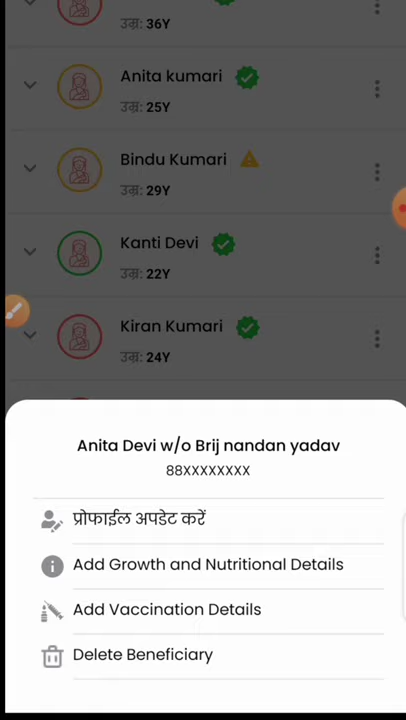 उम्र: 36Y
Anita kumari
उम्र: 25Y
Bindu Kumari
उम्र: 29Y
Kanti Devi
उम्र: 22Y
Kiran Kumari
उम्र: 24Y
Anita Devi w/o Brij nandan yadav
88XXXXXXXX
प्रोफाईल अपडेट करें
Add Growth and Nutritional Details
Add Vaccination Details
Delete Beneficiary